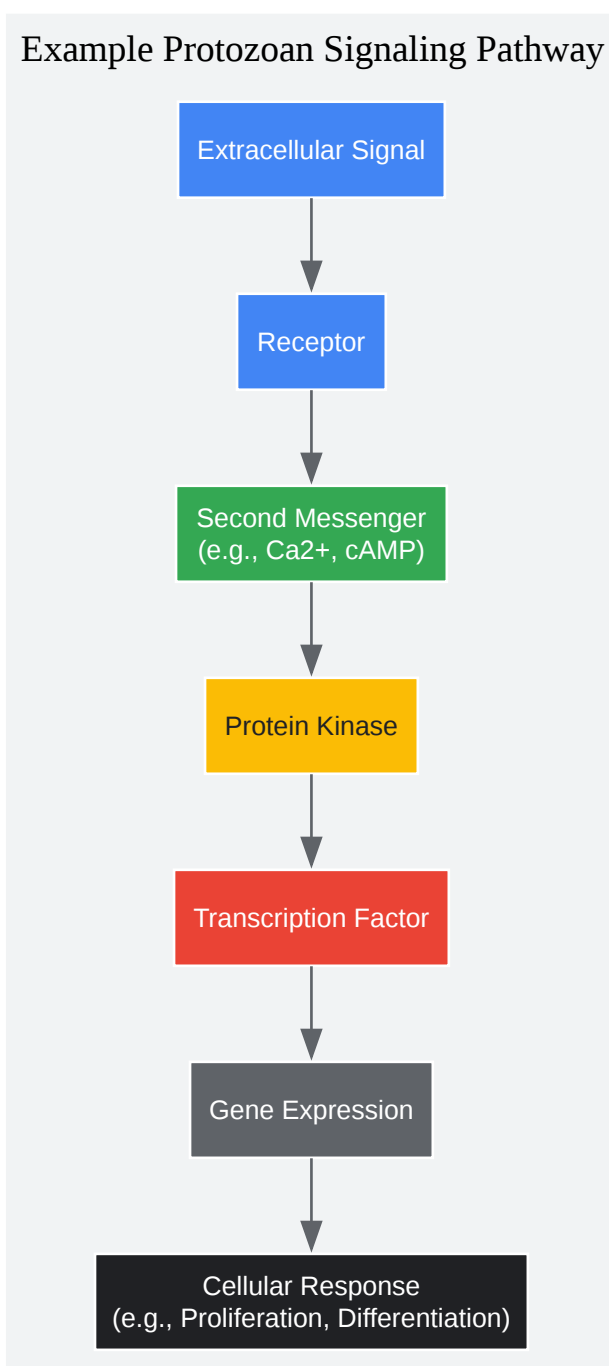 Example Protozoan Signaling Pathway
Extracellular Signal
Receptor
Second Messenger
(e.g., Ca2+, cAMP)
Protein Kinase
Transcription Factor
Gene Expression
Cellular Response
(e.g., Proliferation, Differentiation)